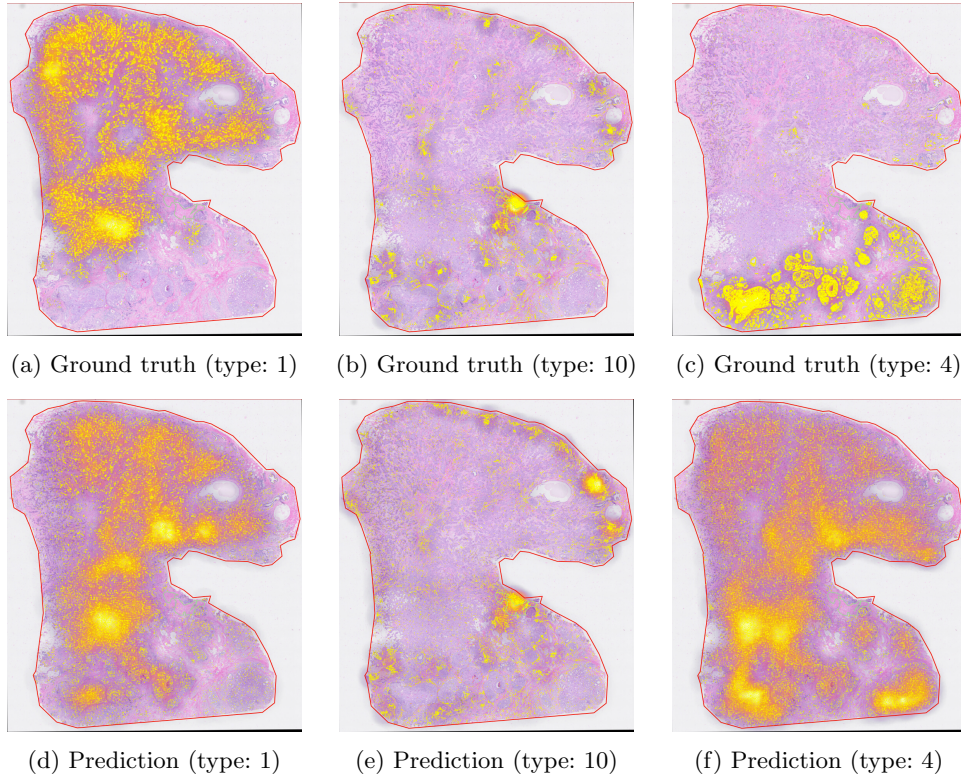 (a) Ground truth (type: 1)
(b) Ground truth (type: 10)
(c) Ground truth (type: 4)
(d) Prediction (type: 1)
(e) Prediction (type: 10)
(f) Prediction (type: 4)